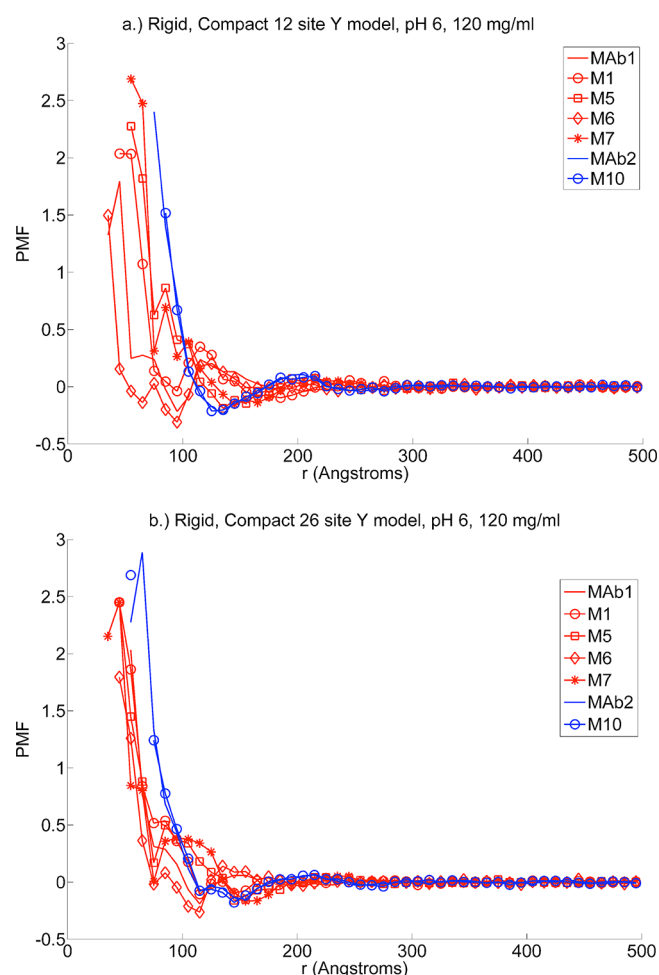 a.) Rigid, Compact 12 site Y model, pH 6, 120 mg/ml
3
2.5
2
1.5
1
0.5
0
-0.5
PMF
MAb1
M1
M5
M6
M7
MAb2
M10
0 100 200 300 400 500
r (Angstroms)
b.) Rigid, Compact 26 site Y model, pH 6, 120 mg/ml
3
2.5
2
1.5
1
0.5
0
-0.5
PMF
MAb1
M1
M5
M6
M7
MAb2
M10
0 100 200 300 400 500
r (Angstroms)